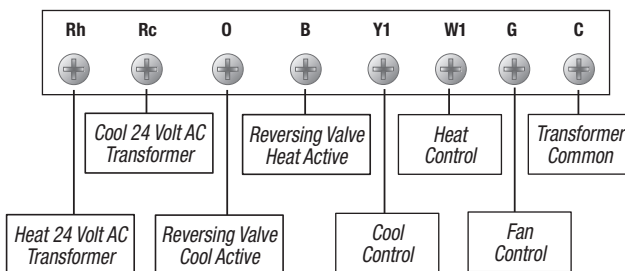 Rh Rc O B Y1 W1 G C
Cool 24 Volt AC
Transformer
Reversing Valve
Heat Active
Heat
Control
Transformer
Common
Heat 24 Volt AC
Transformer
Reversing Valve
Cool Active
Cool
Control
Fan
Control